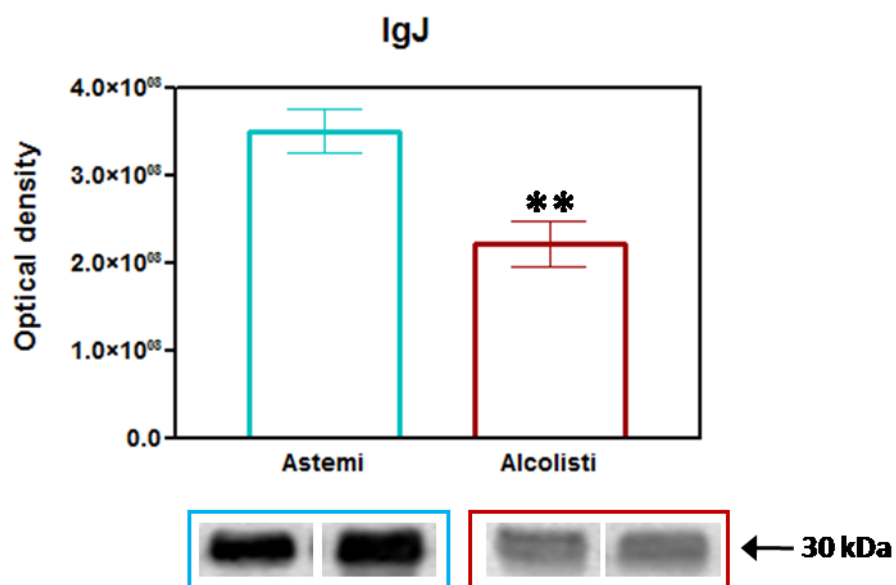 IgJ
Optical density
4.0×10⁰⁸
3.0×10⁰⁸
2.0×10⁰⁸
1.0×10⁰⁸
0.0
**
Astemi Alcolisti
30 kDa